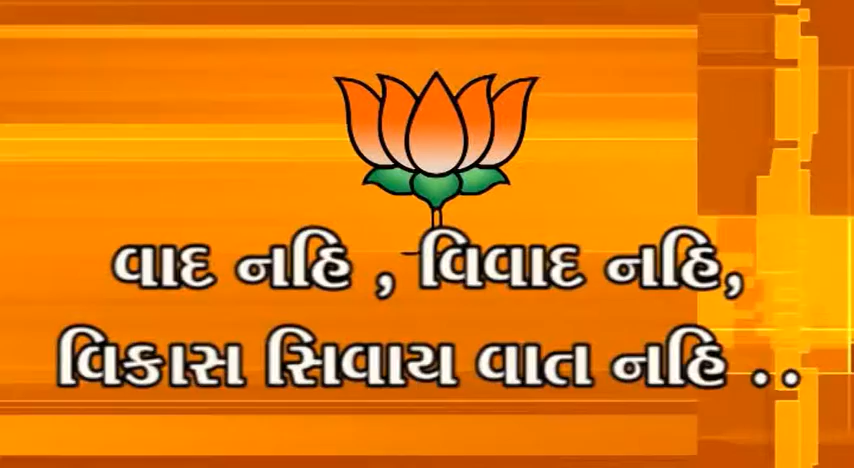 વાદ નહિ , વિવાદ નહિ,
વિકાસ સિવાય વાત નહિ ..